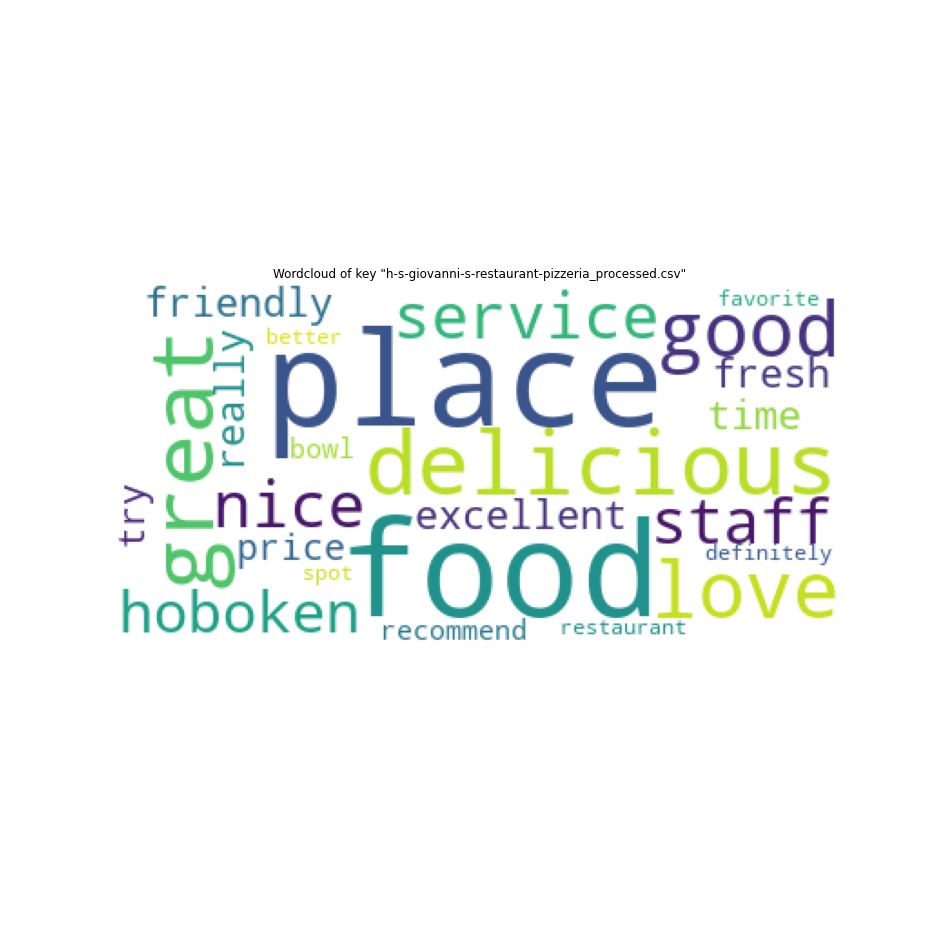 Wordcloud of key "h-s-giovanni-s-restaurant-pizzeria_processed.csv"
friendly
service
favorite
good
better
place
great
really
fresh
time
bowl
delicious
try
nice
excellent
staff
price
food
definitely
spot
love
hoboken
recommend
restaurant